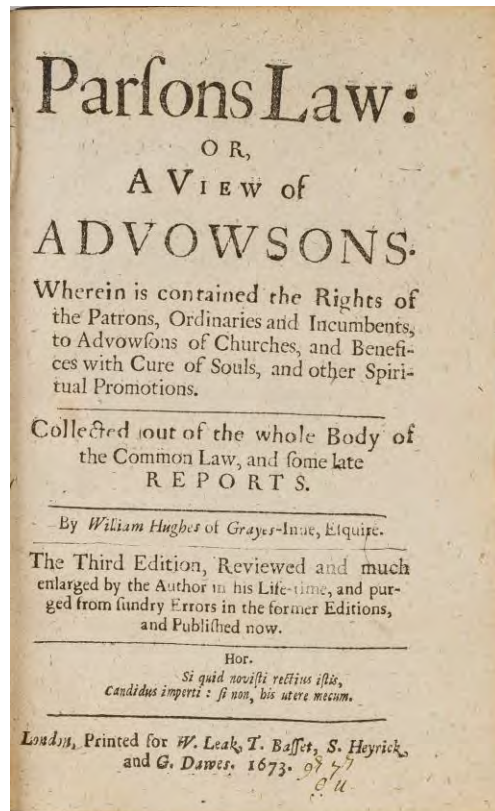 Parſons Law:
OR,
A VIEW of
ADVOWSONS.
Wherein is contained the Rights of
the Patrons, Ordinaries and Incumbents,
to Advowſons of Churches, and Benefi-
ces with Cure of Souls, and other Spiri-
tual Promotions.
Collected out of the whole Body of
the Common Law, and ſome late
REPORTS.
By William Hughes of Grayes-Inne, Eſquire.
The Third Edition, Reviewed and much
enlarged by the Author in his Life-time, and pur-
ged from ſundry Errors in the former Editions,
and Publiſhed now.
Hor.
Si quid noviſti rectius iſtis,
Candidus imperti : ſi non, his utere mecum.
London, Printed for W. Leak, T. Baſſet, S. Heyrick,
and G. Dawes. 1673.